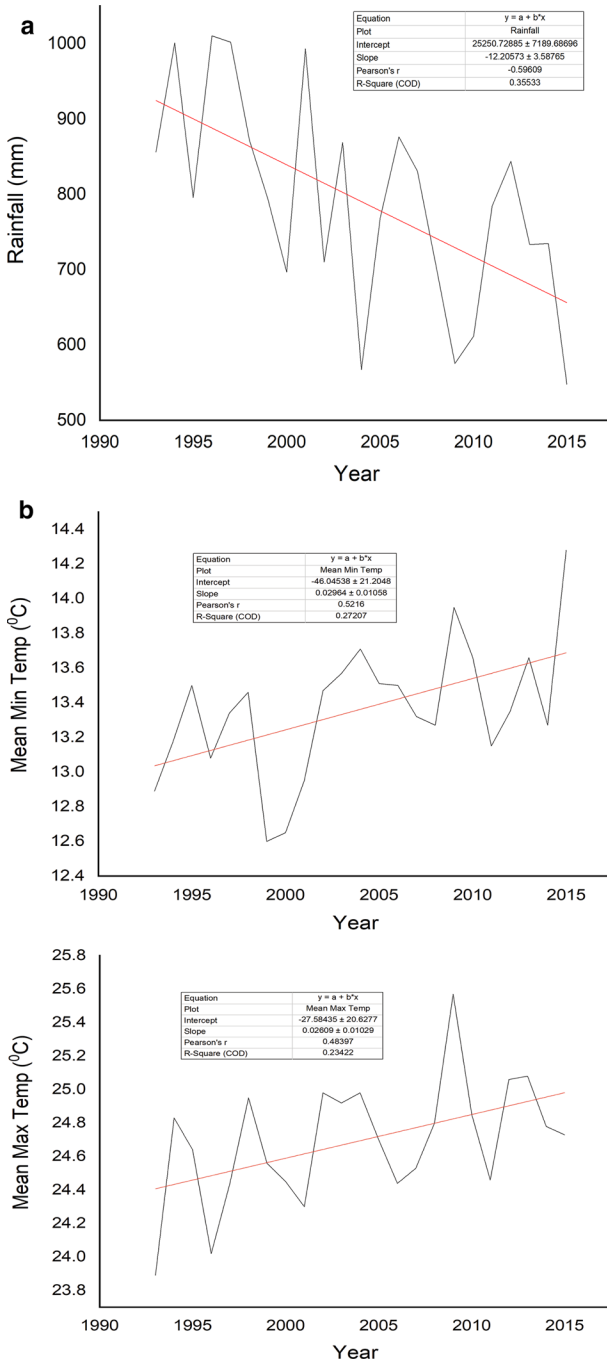 a
Equation y = a + b*x
Plot Rainfall
Intercept 25250.72885 ± 7189.68696
Slope -12.20573 ± 3.58765
Pearson's r -0.59609
R-Square (COD) 0.35533
1000
900
800
700
600
500
Rainfall (mm)
1990 1995 2000 2005 2010 2015
Year
b
Equation y = a + b*x
Plot Mean Min Temp
Intercept -46.04538 ± 21.2048
Slope 0.02964 ± 0.01058
Pearson's r 0.5216
R-Square (COD) 0.27207
14.4
14.2
14.0
13.8
13.6
13.4
13.2
13.0
12.8
12.6
12.4
Mean Min Temp (⁰C)
1990 1995 2000 2005 2010 2015
Year
Equation y = a + b*x
Plot Mean Max Temp
Intercept -27.58435 ± 20.6277
Slope 0.02609 ± 0.01029
Pearson's r 0.48397
R-Square (COD) 0.23422
25.8
25.6
25.4
25.2
25.0
24.8
24.6
24.4
24.2
24.0
23.8
Mean Max Temp (⁰C)
1990 1995 2000 2005 2010 2015
Year